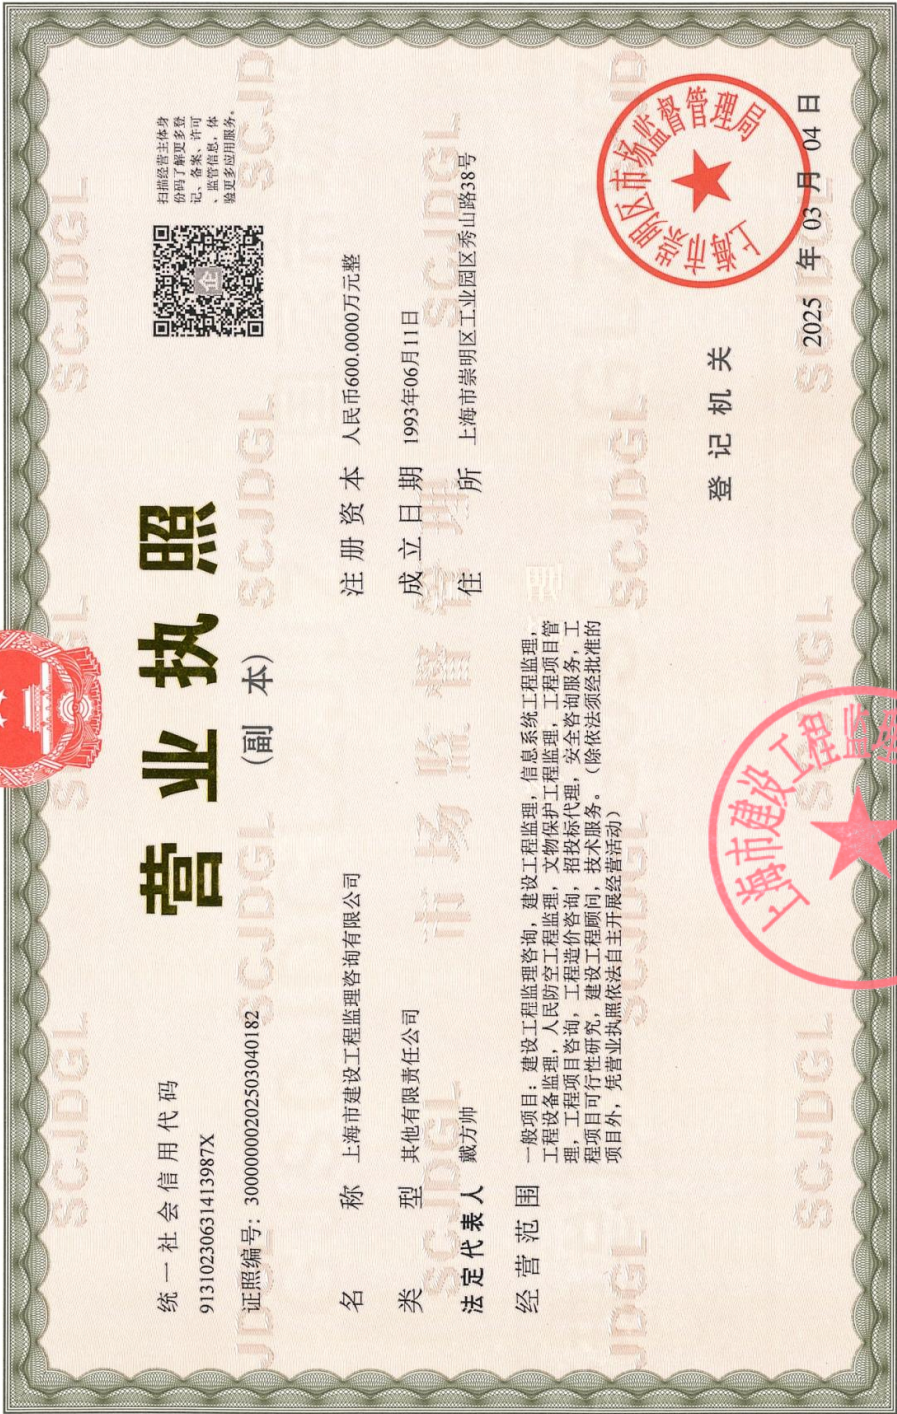 统一社会信用代码
91310230631413987X
证照编号：30000000202503040182
营业执照
（副 本）
扫描经营主体身
份码了解更多登
记、备案、许可
、监管信息，体
验更多应用服务。
企
名 称 上海市建设工程监理咨询有限公司
类 型 其他有限责任公司
法定代表人 戴方帅
经营范围 一般项目：建设工程监理咨询，建设工程监理，信息系统工程监理，
工程设备监理，人民防空工程监理，文物保护工程监理，工程项目管
理，工程项目咨询，工程造价咨询，招投标代理，安全咨询服务，工
程项目可行性研究，建设工程顾问，技术服务。（除依法须经批准的
项目外，凭营业执照依法自主开展经营活动）
注册资本 人民币600.0000万元整
成立日期 1993年06月11日
住 所 上海市崇明区工业园区秀山路38号
登记机关
上海市崇明区市场监督管理局
2025 年 03 月 04 日
上海市建设工程监
市场监督管理
SCJDGL